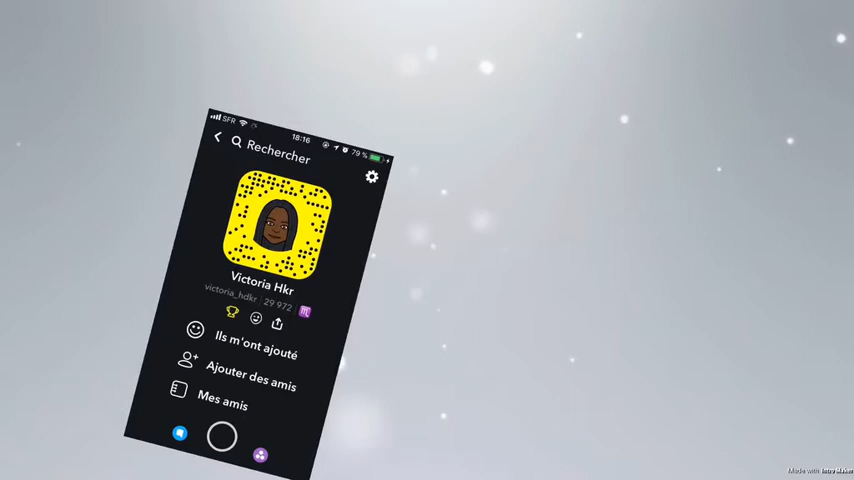 SFR 18:16 79 %
Rechercher
Victoria Hkr
victoria_hdkr 29 972
Ils m'ont ajouté
Ajouter des amis
Mes amis
Made with Intro Maker